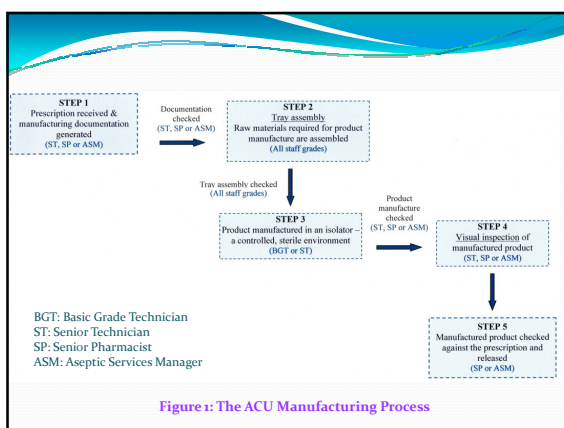 STEP 1
Prescription received &
manufacturing documentation
generated
(ST, SP or ASM)
Documentation
checked
(ST, SP or ASM)
STEP 2
Tray assembly
Raw materials required for product
manufacture are assembled
(All staff grades)
Tray assembly checked
(All staff grades)
STEP 3
Product manufactured in an isolator –
a controlled, sterile environment
(BGT or ST)
Product
manufacture
checked
(ST, SP or ASM)
STEP 4
Visual inspection of
manufactured product
(ST, SP or ASM)
STEP 5
Manufactured product checked
against the prescription and
released
(SP or ASM)
BGT: Basic Grade Technician
ST: Senior Technician
SP: Senior Pharmacist
ASM: Aseptic Services Manager
Figure 1: The ACU Manufacturing Process